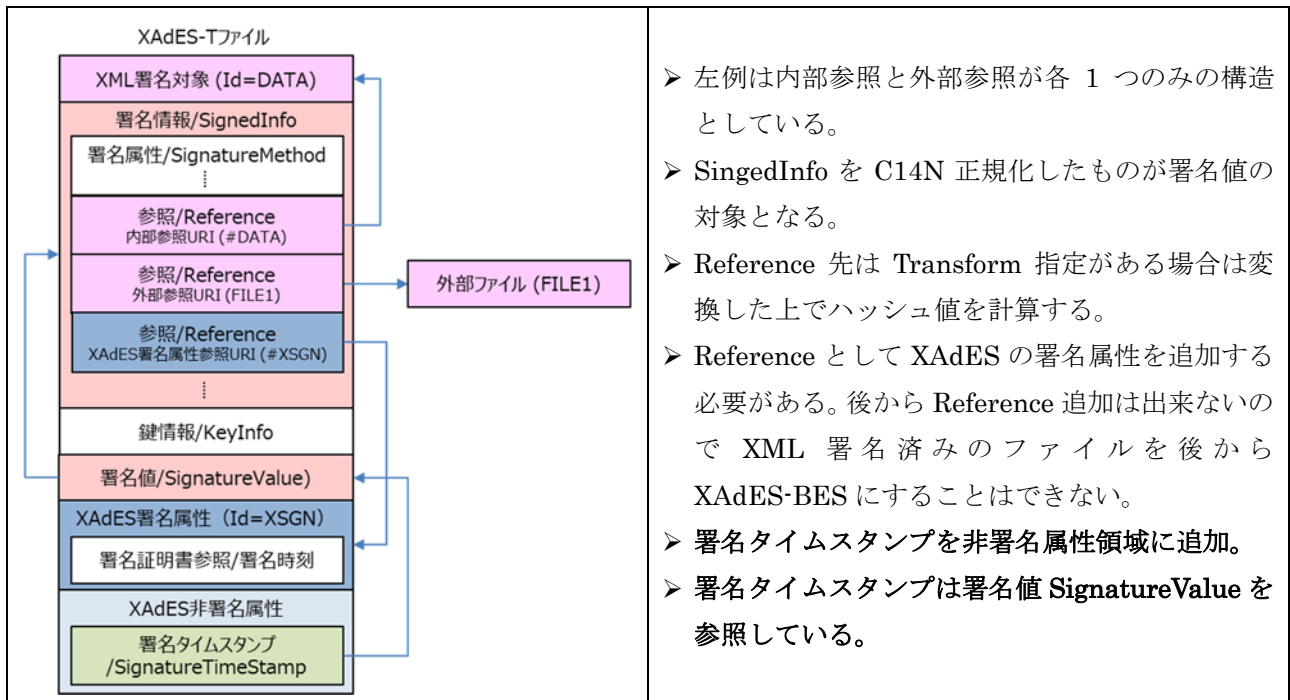 XAdES-Tファイル
XML署名対象 (Id=DATA)
署名情報/SignedInfo
署名属性/SignatureMethod
⋮
参照/Reference
内部参照URI (#DATA)
参照/Reference
外部参照URI (FILE1)
外部ファイル (FILE1)
参照/Reference
XAdES署名属性参照URI (#XSGN)
⋮
鍵情報/KeyInfo
署名値/SignatureValue)
XAdES署名属性（Id=XSGN）
署名証明書参照/署名時刻
XAdES非署名属性
署名タイムスタンプ
/SignatureTimeStamp
➢ 左例は内部参照と外部参照が各 1 つのみの構造
としている。
➢ SingedInfo を C14N 正規化したものが署名値の
対象となる。
➢ Reference 先は Transform 指定がある場合は変
換した上でハッシュ値を計算する。
➢ Reference として XAdES の署名属性を追加する
必要がある。後から Reference 追加は出来ないの
で XML 署名済みのファイルを後から
XAdES-BES にすることはできない。
➢ 署名タイムスタンプを非署名属性領域に追加。
➢ 署名タイムスタンプは署名値 SignatureValue を
参照している。